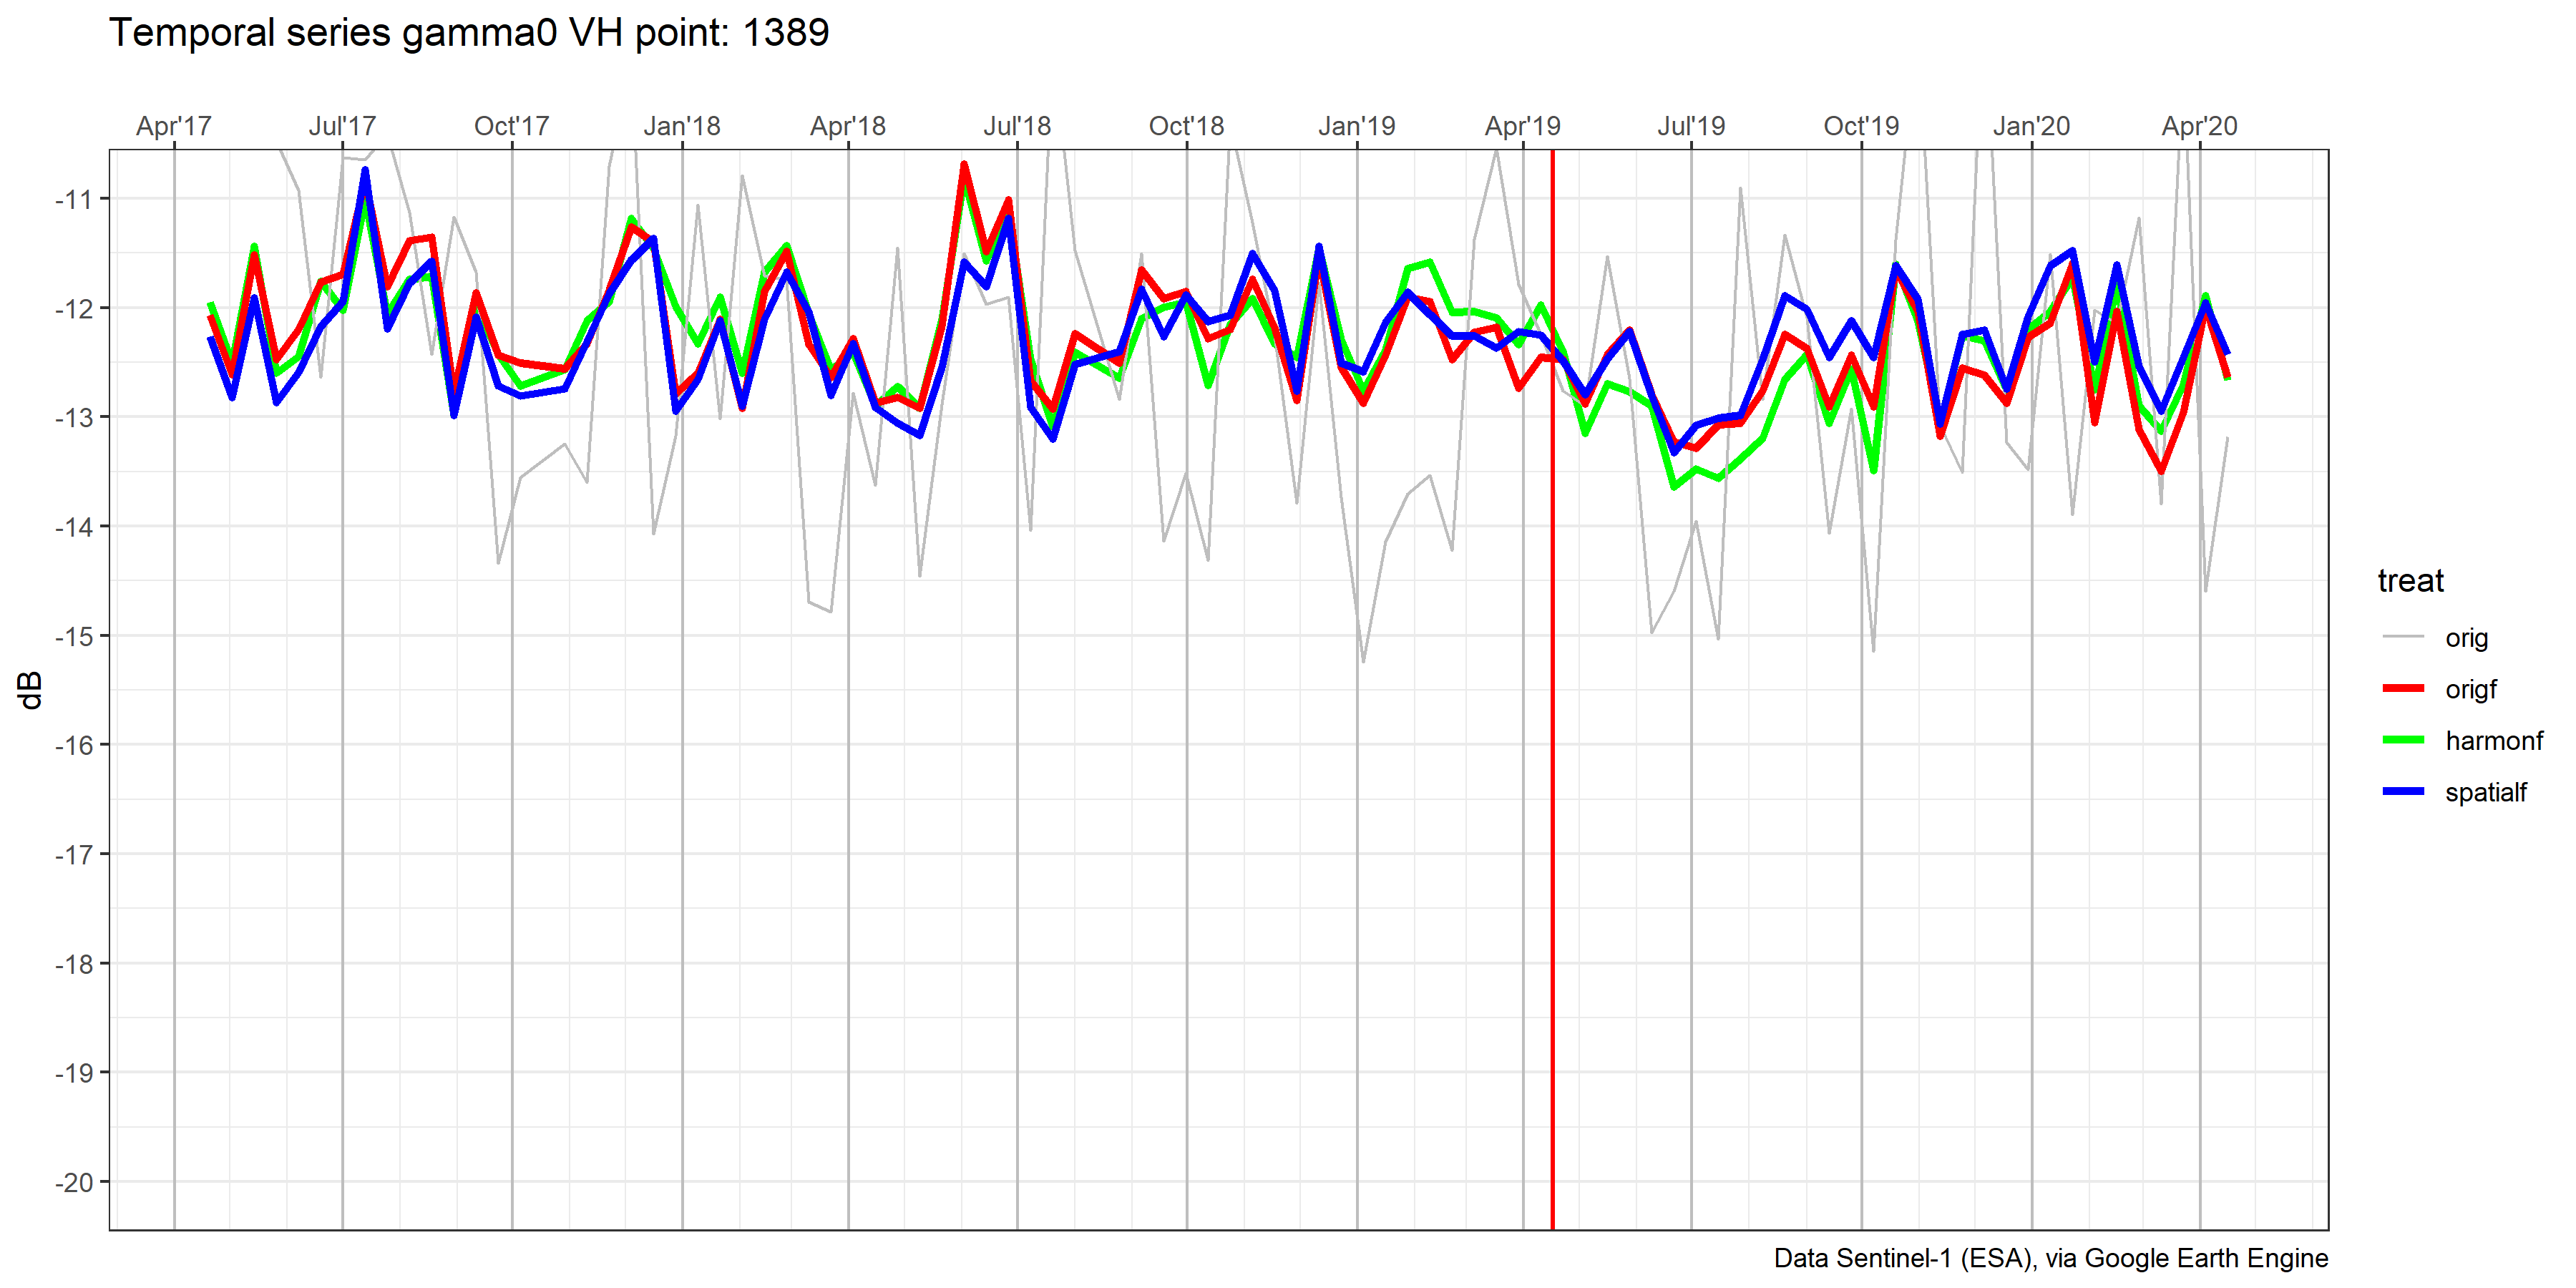 Temporal series gamma0 VH point: 1389
Apr'17 Jul'17 Oct'17 Jan'18 Apr'18 Jul'18 Oct'18 Jan'19 Apr'19 Jul'19 Oct'19 Jan'20 Apr'20
-11
-12
-13
-14
-15
-16
-17
-18
-19
-20
dB
treat
orig
origf
harmonf
spatialf
Data Sentinel-1 (ESA), via Google Earth Engine